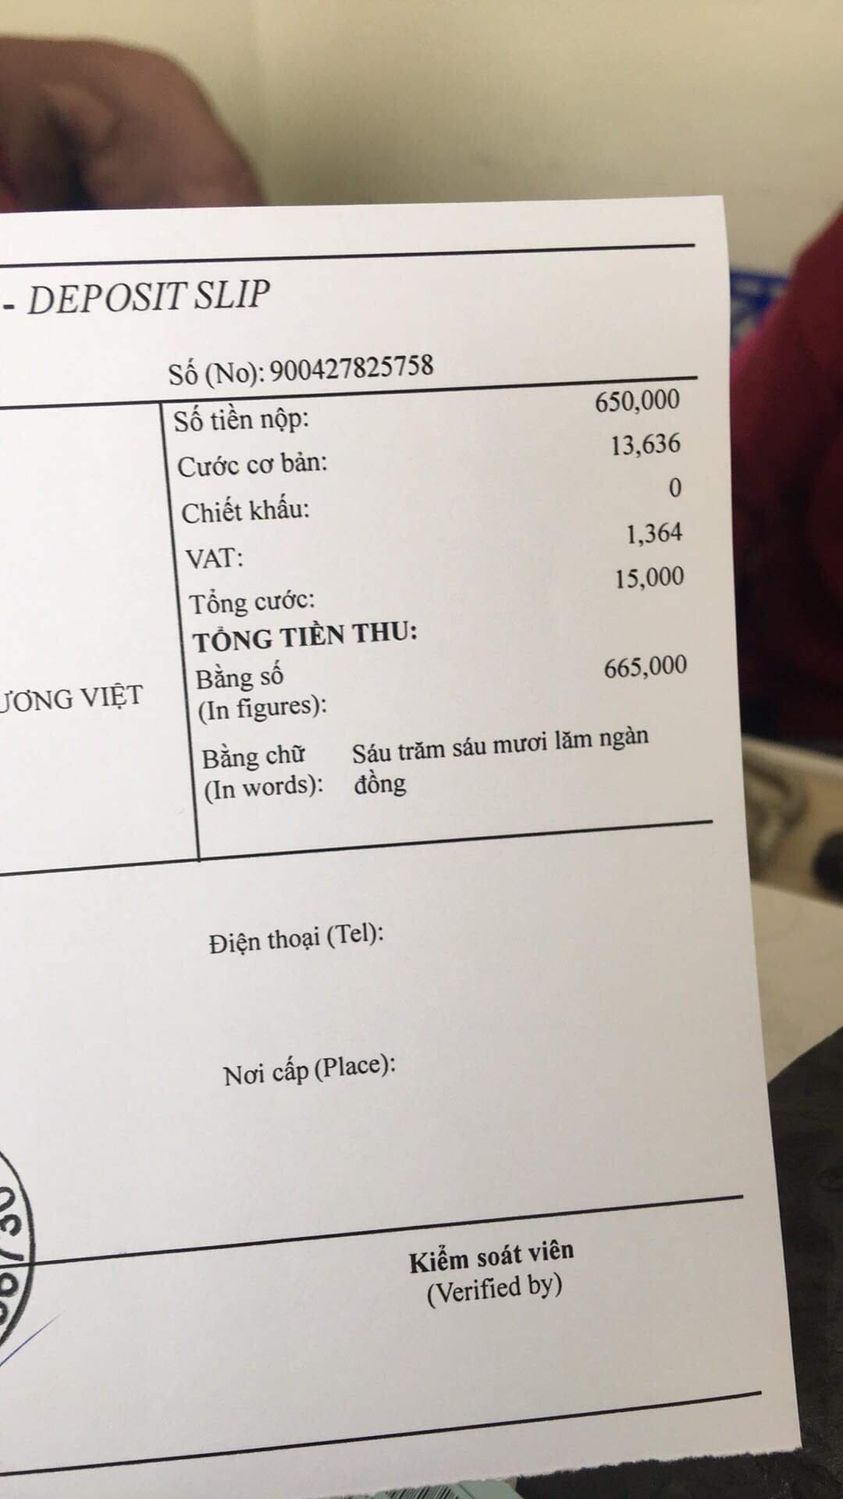 - DEPOSIT SLIP
Số (No): 900427825758
Số tiền nộp: 650,000
Cước cơ bản: 13,636
Chiết khấu: 0
VAT: 1,364
Tổng cước: 15,000
TỔNG TIỀN THU:
Bằng số 665,000
(In figures):
ƯƠNG VIỆT
Bằng chữ Sáu trăm sáu mươi lăm ngàn
(In words): đồng
Điện thoại (Tel):
Nơi cấp (Place):
Kiểm soát viên
(Verified by)